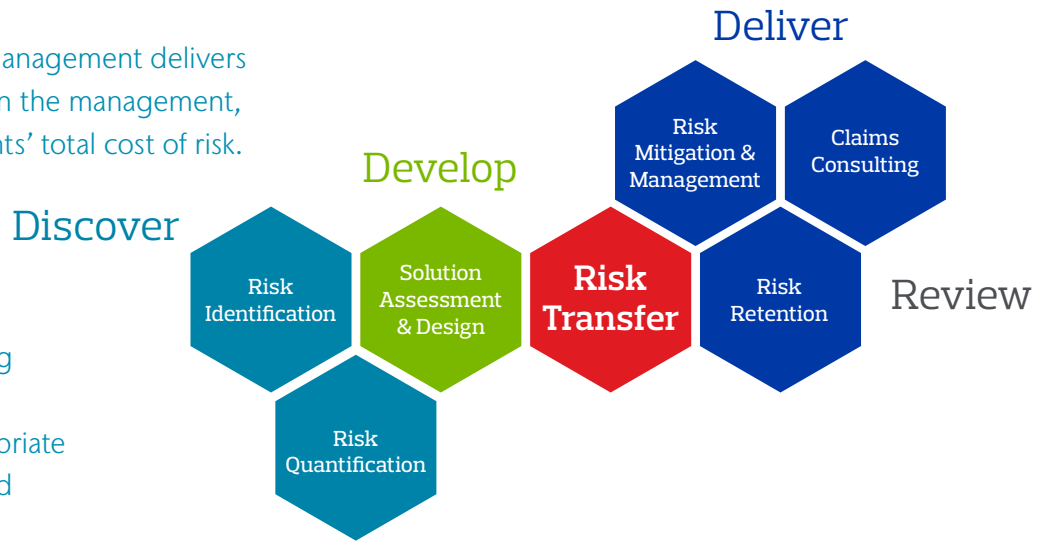 anagement delivers
n the management,
nts’ total cost of risk.
Discover
g
priate
d
Develop
Deliver
Review
Risk
Identification
Risk
Quantification
Solution
Assessment
& Design
Risk
Transfer
Risk
Mitigation &
Management
Claims
Consulting
Risk
Retention